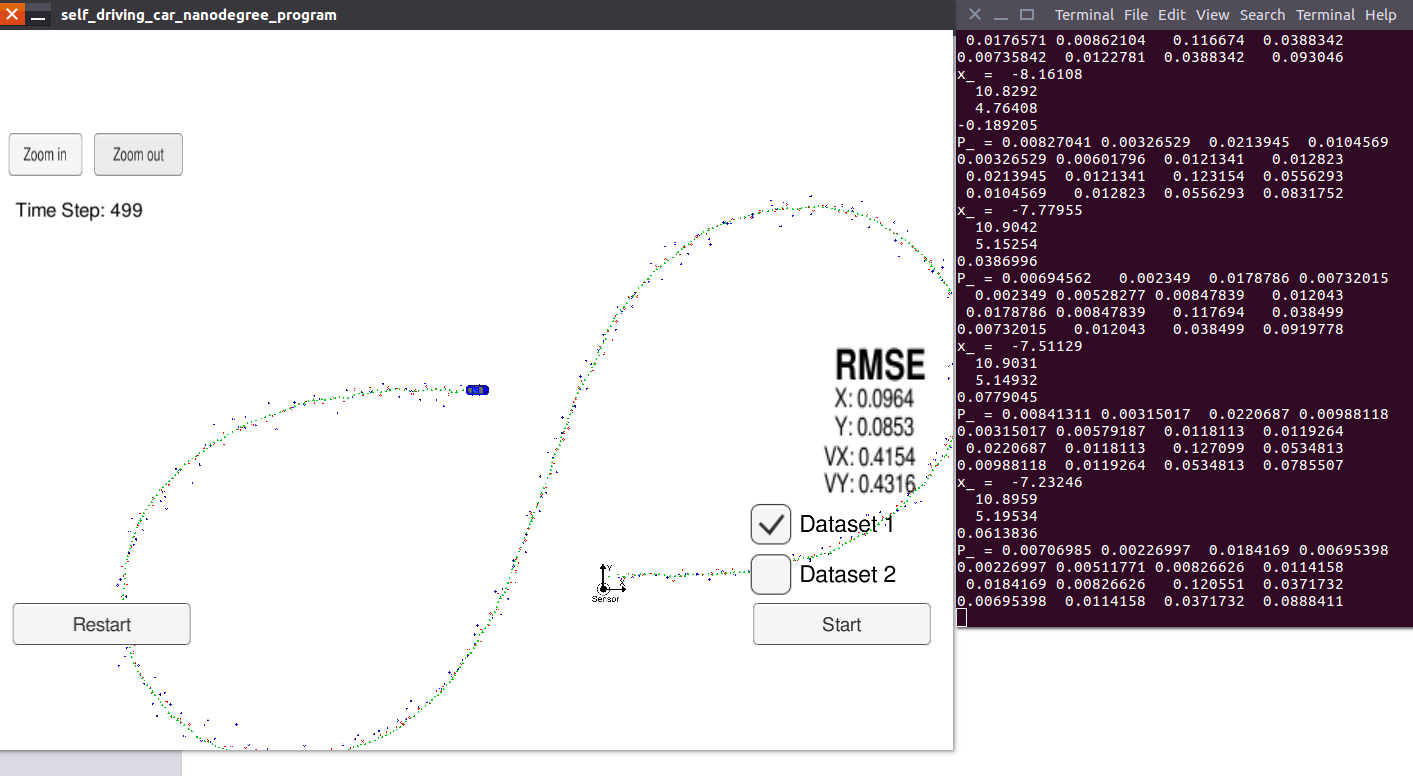 self_driving_car_nanodegree_program
Zoom in
Zoom out
Time Step: 499
RMSE
X: 0.0964
Y: 0.0853
VX: 0.4154
VY: 0.4316
Dataset 1
Dataset 2
Y
X
Sensor
Restart
Start
Terminal File Edit View Search Terminal Help
0.0176571 0.00862104 0.116674 0.0388342
0.00735842 0.0122781 0.0388342 0.093046
x_ = -8.16108
10.8292
4.76408
-0.189205
P_ = 0.00827041 0.00326529 0.0213945 0.0104569
0.00326529 0.00601796 0.0121341 0.012823
0.0213945 0.0121341 0.123154 0.0556293
0.0104569 0.012823 0.0556293 0.0831752
x_ = -7.77955
10.9042
5.15254
0.0386996
P_ = 0.00694562 0.002349 0.0178786 0.00732015
0.002349 0.00528277 0.00847839 0.012043
0.0178786 0.00847839 0.117694 0.038499
0.00732015 0.012043 0.038499 0.0919778
x_ = -7.51129
10.9031
5.14932
0.0779045
P_ = 0.00841311 0.00315017 0.0220687 0.00988118
0.00315017 0.00579187 0.0118113 0.0119264
0.0220687 0.0118113 0.127099 0.0534813
0.00988118 0.0119264 0.0534813 0.0785507
x_ = -7.23246
10.8959
5.19534
0.0613836
P_ = 0.00706985 0.00226997 0.0184169 0.00695398
0.00226997 0.00511771 0.00826626 0.0114158
0.0184169 0.00826626 0.120551 0.0371732
0.00695398 0.0114158 0.0371732 0.0888411